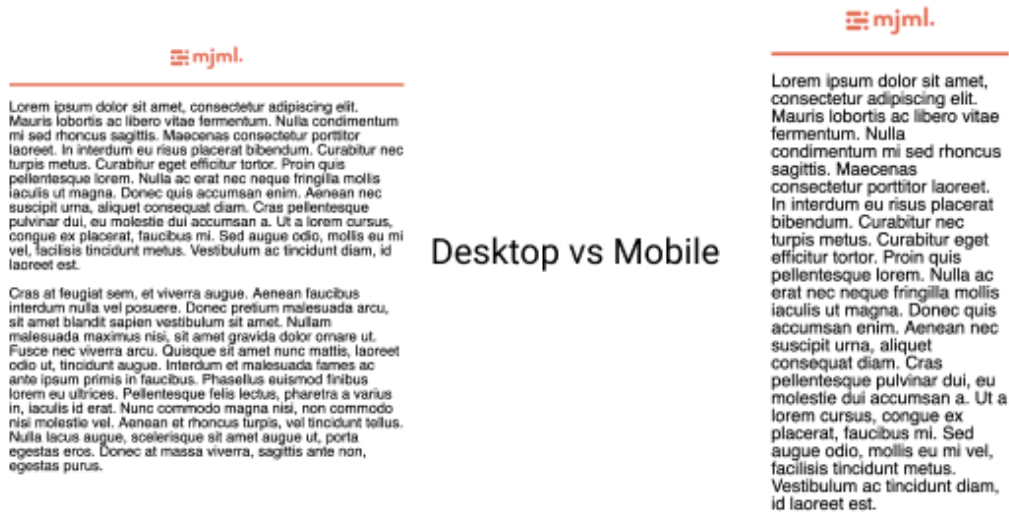 mjml.
Lorem ipsum dolor sit amet, consectetur adipiscing elit.
Mauris lobortis ac libero vitae fermentum. Nulla condimentum
mi sed rhoncus sagittis. Maecenas consectetur porttitor
laoreet. In interdum eu risus placerat bibendum. Curabitur nec
turpis metus. Curabitur eget efficitur tortor. Proin quis
pellentesque lorem. Nulla ac erat nec neque fringilla mollis
iaculis ut magna. Donec quis accumsan enim. Aenean nec
suscipit urna, aliquet consequat diam. Cras pellentesque
pulvinar dui, eu molestie dui accumsan a. Ut a lorem cursus,
congue ex placerat, faucibus mi. Sed augue odio, mollis eu mi
vel, facilisis tincidunt metus. Vestibulum ac tincidunt diam, id
laoreet est.
Cras at feugiat sem, et viverra augue. Aenean faucibus
interdum nulla vel posuere. Donec pretium malesuada arcu,
sit amet blandit sapien vestibulum sit amet. Nullam
malesuada maximus nisi, sit amet gravida dolor ornare ut.
Fusce nec viverra arcu. Quisque sit amet nunc mattis, laoreet
odio ut, tincidunt augue. Interdum et malesuada fames ac
ante ipsum primis in faucibus. Phasellus euismod finibus
lorem eu ultrices. Pellentesque felis lectus, pharetra a varius
in, iaculis id erat. Nunc commodo magna nisi, non commodo
nisi molestie vel. Aenean et rhoncus turpis, vel tincidunt tellus.
Nulla lacus augue, scelerisque sit amet augue ut, porta
egestas eros. Donec at massa viverra, sagittis ante non,
egestas purus.
Desktop vs Mobile
mjml.
Lorem ipsum dolor sit amet,
consectetur adipiscing elit.
Mauris lobortis ac libero vitae
fermentum. Nulla
condimentum mi sed rhoncus
sagittis. Maecenas
consectetur porttitor laoreet.
In interdum eu risus placerat
bibendum. Curabitur nec
turpis metus. Curabitur eget
efficitur tortor. Proin quis
pellentesque lorem. Nulla ac
erat nec neque fringilla mollis
iaculis ut magna. Donec quis
accumsan enim. Aenean nec
suscipit urna, aliquet
consequat diam. Cras
pellentesque pulvinar dui, eu
molestie dui accumsan a. Ut a
lorem cursus, congue ex
placerat, faucibus mi. Sed
augue odio, mollis eu mi vel,
facilisis tincidunt metus.
Vestibulum ac tincidunt diam,
id laoreet est.